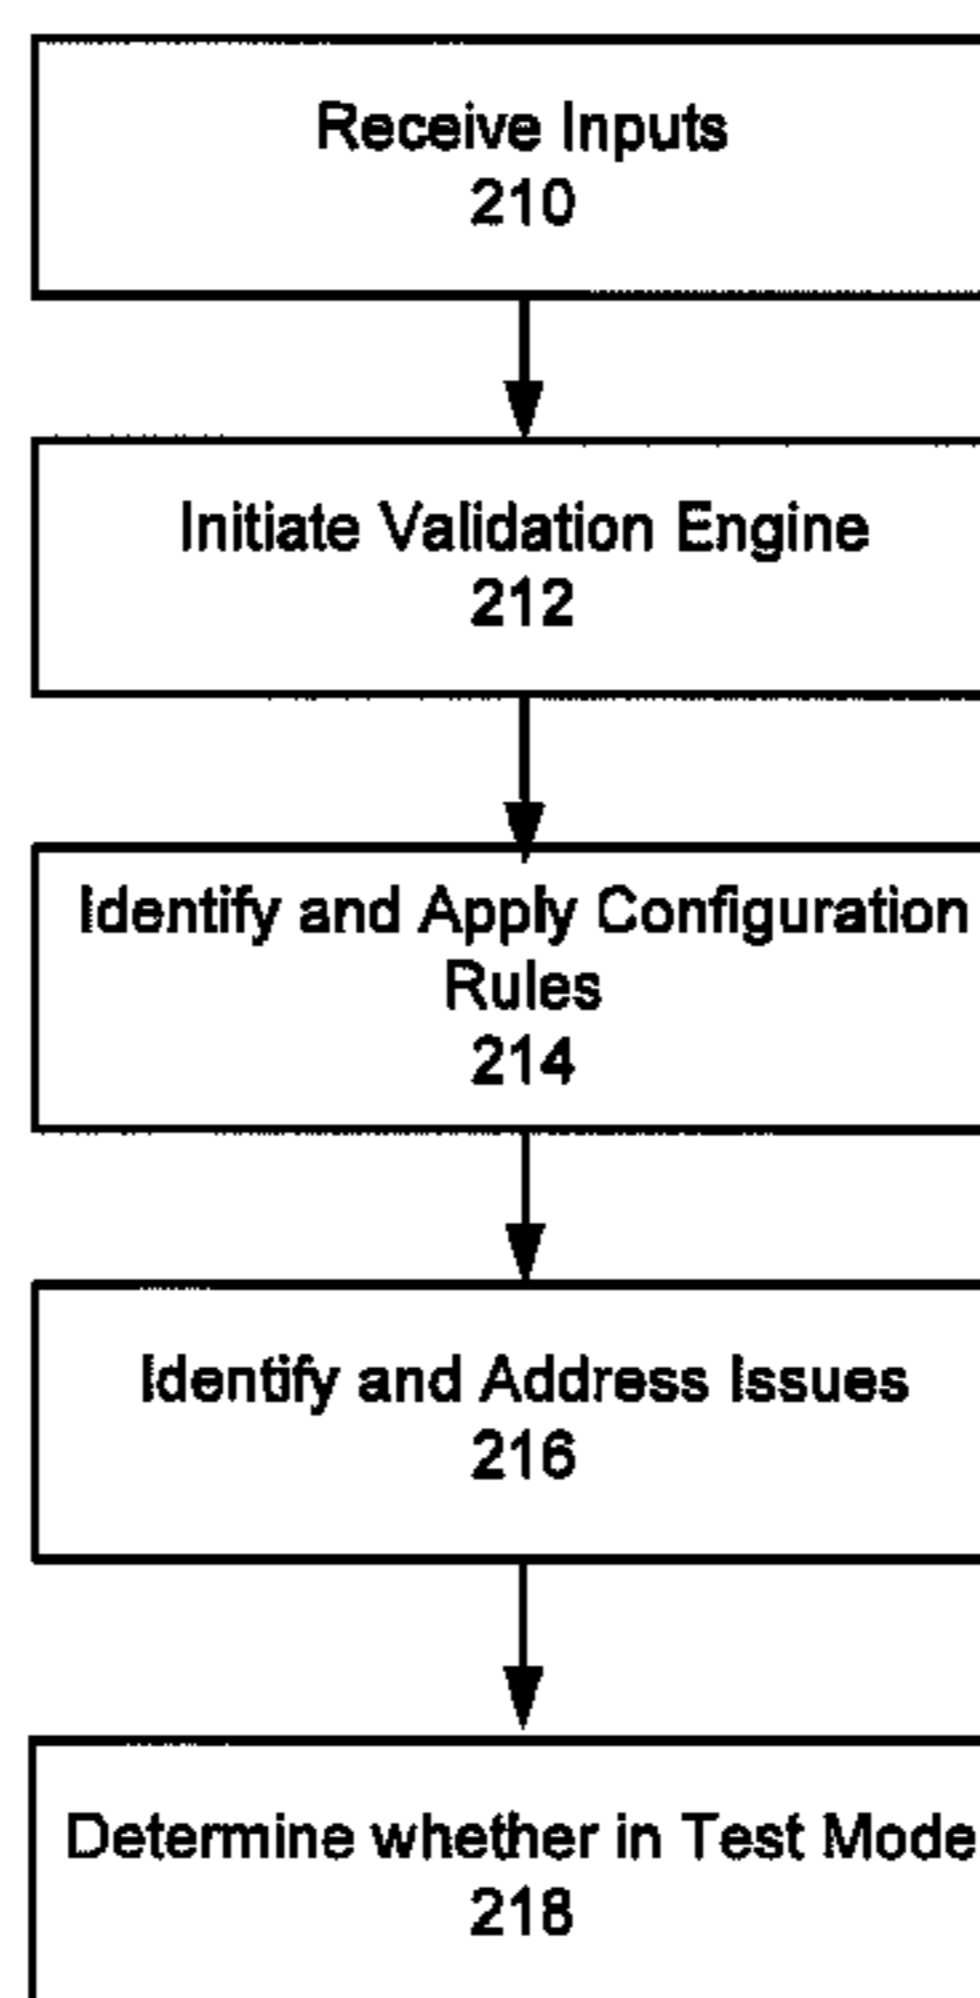 Receive Inputs
210
Initiate Validation Engine
212
Identify and Apply Configuration
Rules
214
Identify and Address Issues
216
Determine whether in Test Mode
218